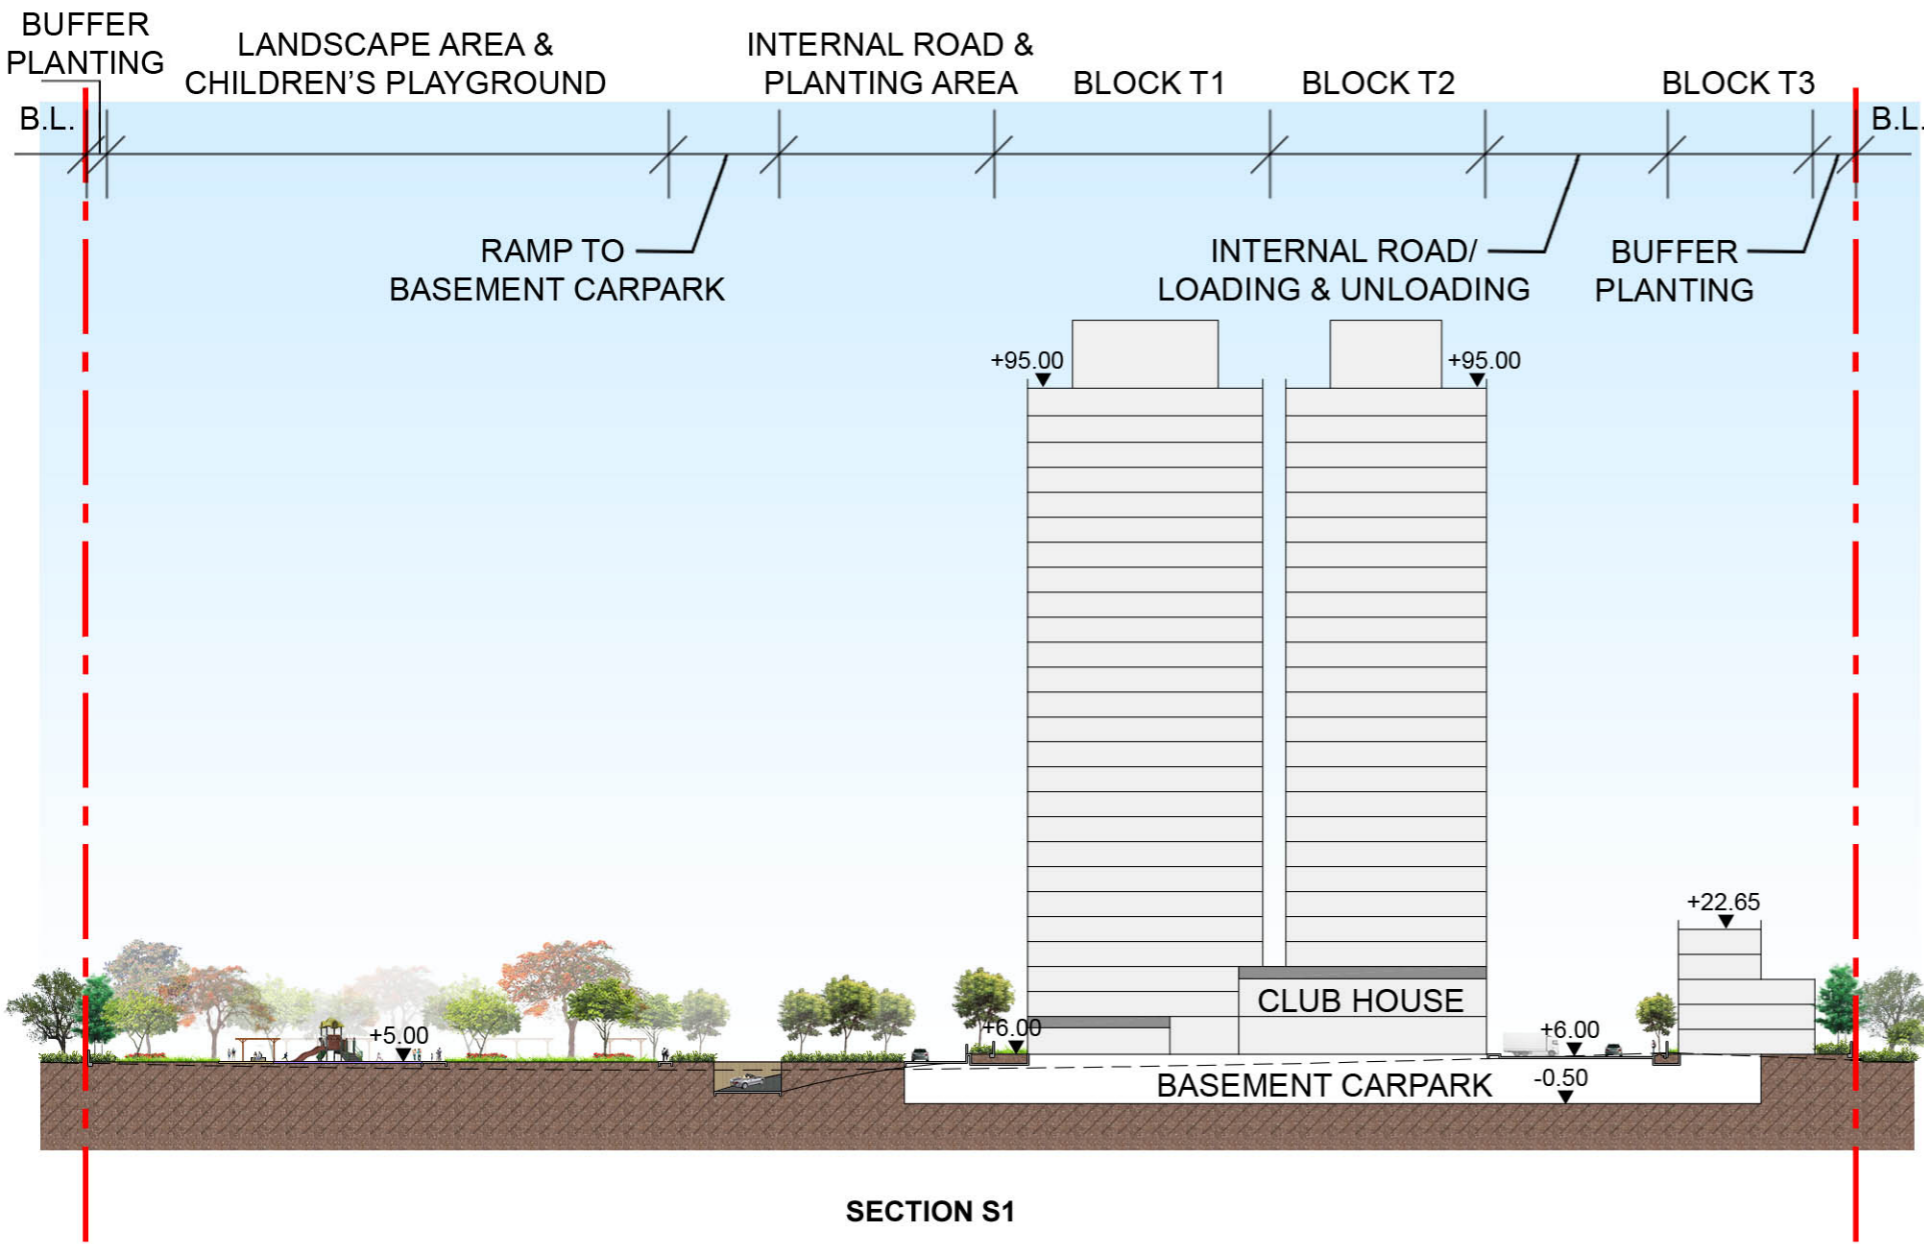 BUFFER
PLANTING
LANDSCAPE AREA &
CHILDREN’S PLAYGROUND
INTERNAL ROAD &
PLANTING AREA
BLOCK T1
BLOCK T2
BLOCK T3
B.L.
B.L.
RAMP TO
BASEMENT CARPARK
INTERNAL ROAD/
LOADING & UNLOADING
BUFFER
PLANTING
+95.00
+95.00
+22.65
CLUB HOUSE
+5.00
+6.00
+6.00
BASEMENT CARPARK
-0.50
SECTION S1